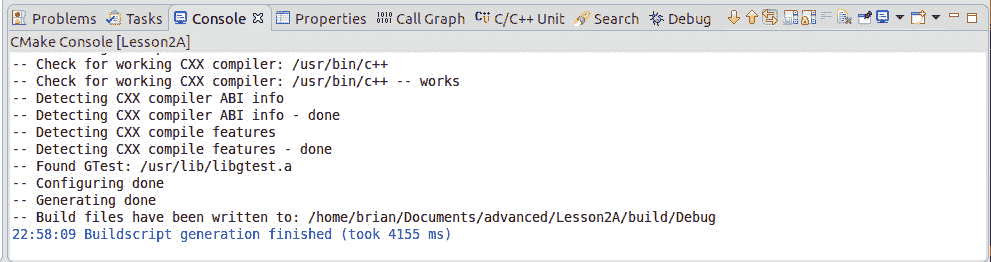 Problems Tasks Console Properties Call Graph C/C++ Unit Search Debug
CMake Console [Lesson2A]
-- Check for working CXX compiler: /usr/bin/c++
-- Check for working CXX compiler: /usr/bin/c++ -- works
-- Detecting CXX compiler ABI info
-- Detecting CXX compiler ABI info - done
-- Detecting CXX compile features
-- Detecting CXX compile features - done
-- Found GTest: /usr/lib/libgtest.a
-- Configuring done
-- Generating done
-- Build files have been written to: /home/brian/Documents/advanced/Lesson2A/build/Debug
22:58:09 Buildscript generation finished (took 4155 ms)